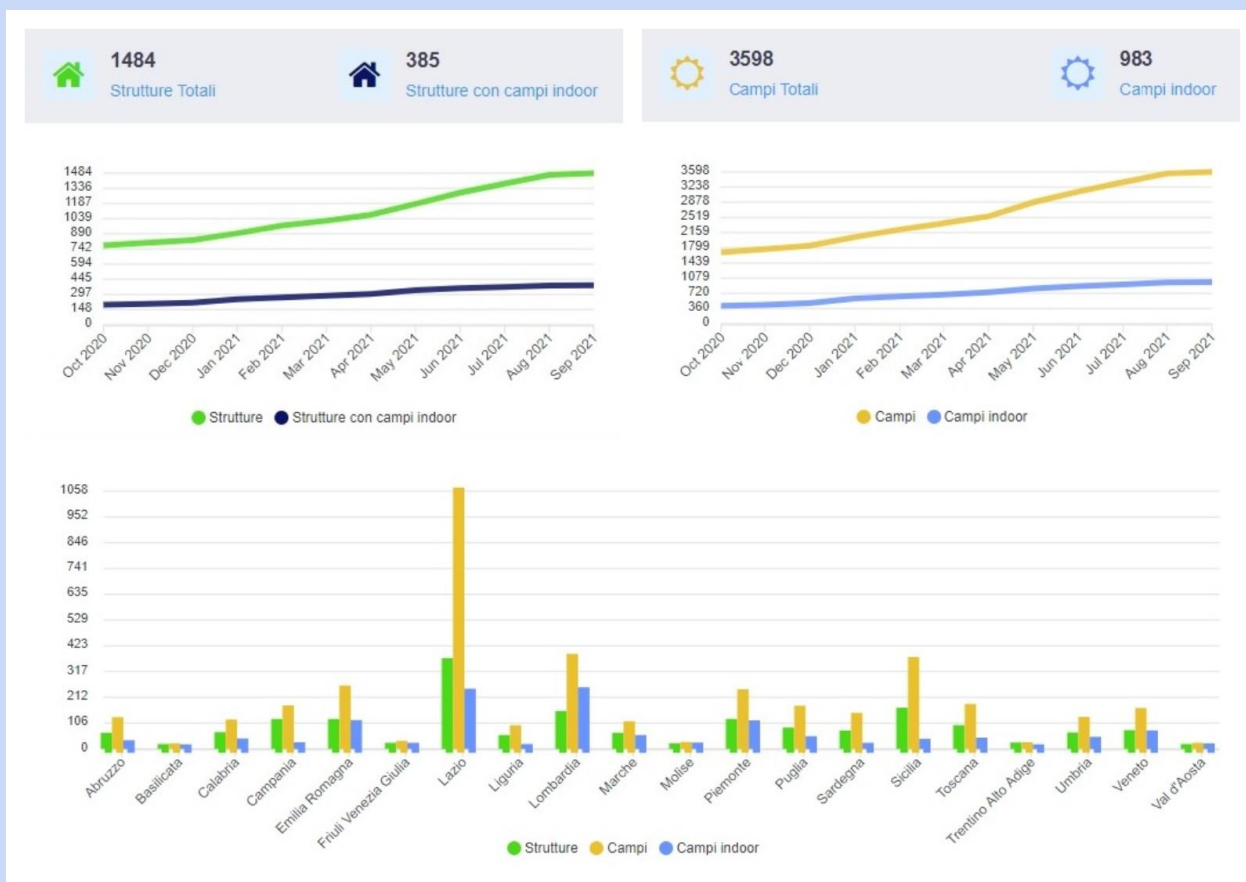 1484
Strutture Totali
385
Strutture con campi indoor
3598
Campi Totali
983
Campi indoor
1484
1336
1187
1039
890
742
594
445
297
148
0
Oct 2020
Nov 2020
Dec 2020
Jan 2021
Feb 2021
Mar 2021
Apr 2021
May 2021
Jun 2021
Jul 2021
Aug 2021
Sep 2021
Strutture
Strutture con campi indoor
3598
3238
2878
2519
2159
1799
1439
1079
720
360
0
Oct 2020
Nov 2020
Dec 2020
Jan 2021
Feb 2021
Mar 2021
Apr 2021
May 2021
Jun 2021
Jul 2021
Aug 2021
Sep 2021
Campi
Campi indoor
1058
952
846
741
635
529
423
317
212
106
0
Abruzzo
Basilicata
Calabria
Campania
Emilia Romagna
Friuli Venezia Giulia
Lazio
Liguria
Lombardia
Marche
Molise
Piemonte
Puglia
Sardegna
Sicilia
Toscana
Trentino Alto Adige
Umbria
Veneto
Val d'Aosta
Strutture
Campi
Campi indoor